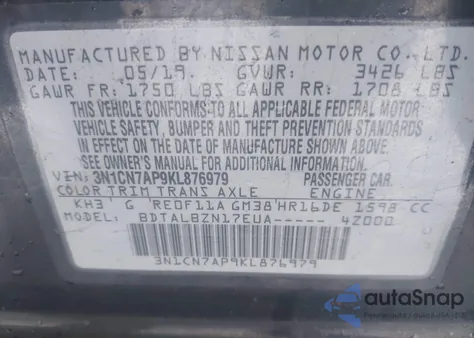 MANUFACTURED BY NISSAN MOTOR CO., LTD.
DATE: 05/19 GVWR: 3426 LBS
GAWR FR: 1750 LBS GAWR RR: 1708 LBS
THIS VEHICLE CONFORMS TO ALL APPLICABLE FEDERAL MOTOR
VEHICLE SAFETY, BUMPER AND THEFT PREVENTION STANDARDS
IN EFFECT ON THE DATE OF MANUFACTURE SHOWN ABOVE.
SEE OWNER'S MANUAL FOR ADDITIONAL INFORMATION.
VIN: 3N1CN7AP9KL876979 PASSENGER CAR
COLOR TRIM TRANS AXLE ENGINE
KH3 G RE0F11A GM38 HR16DE 1598 CC
BDTALBZN17EUA----- 4Z000
3N1CN7AP9KL876979
autoSnap